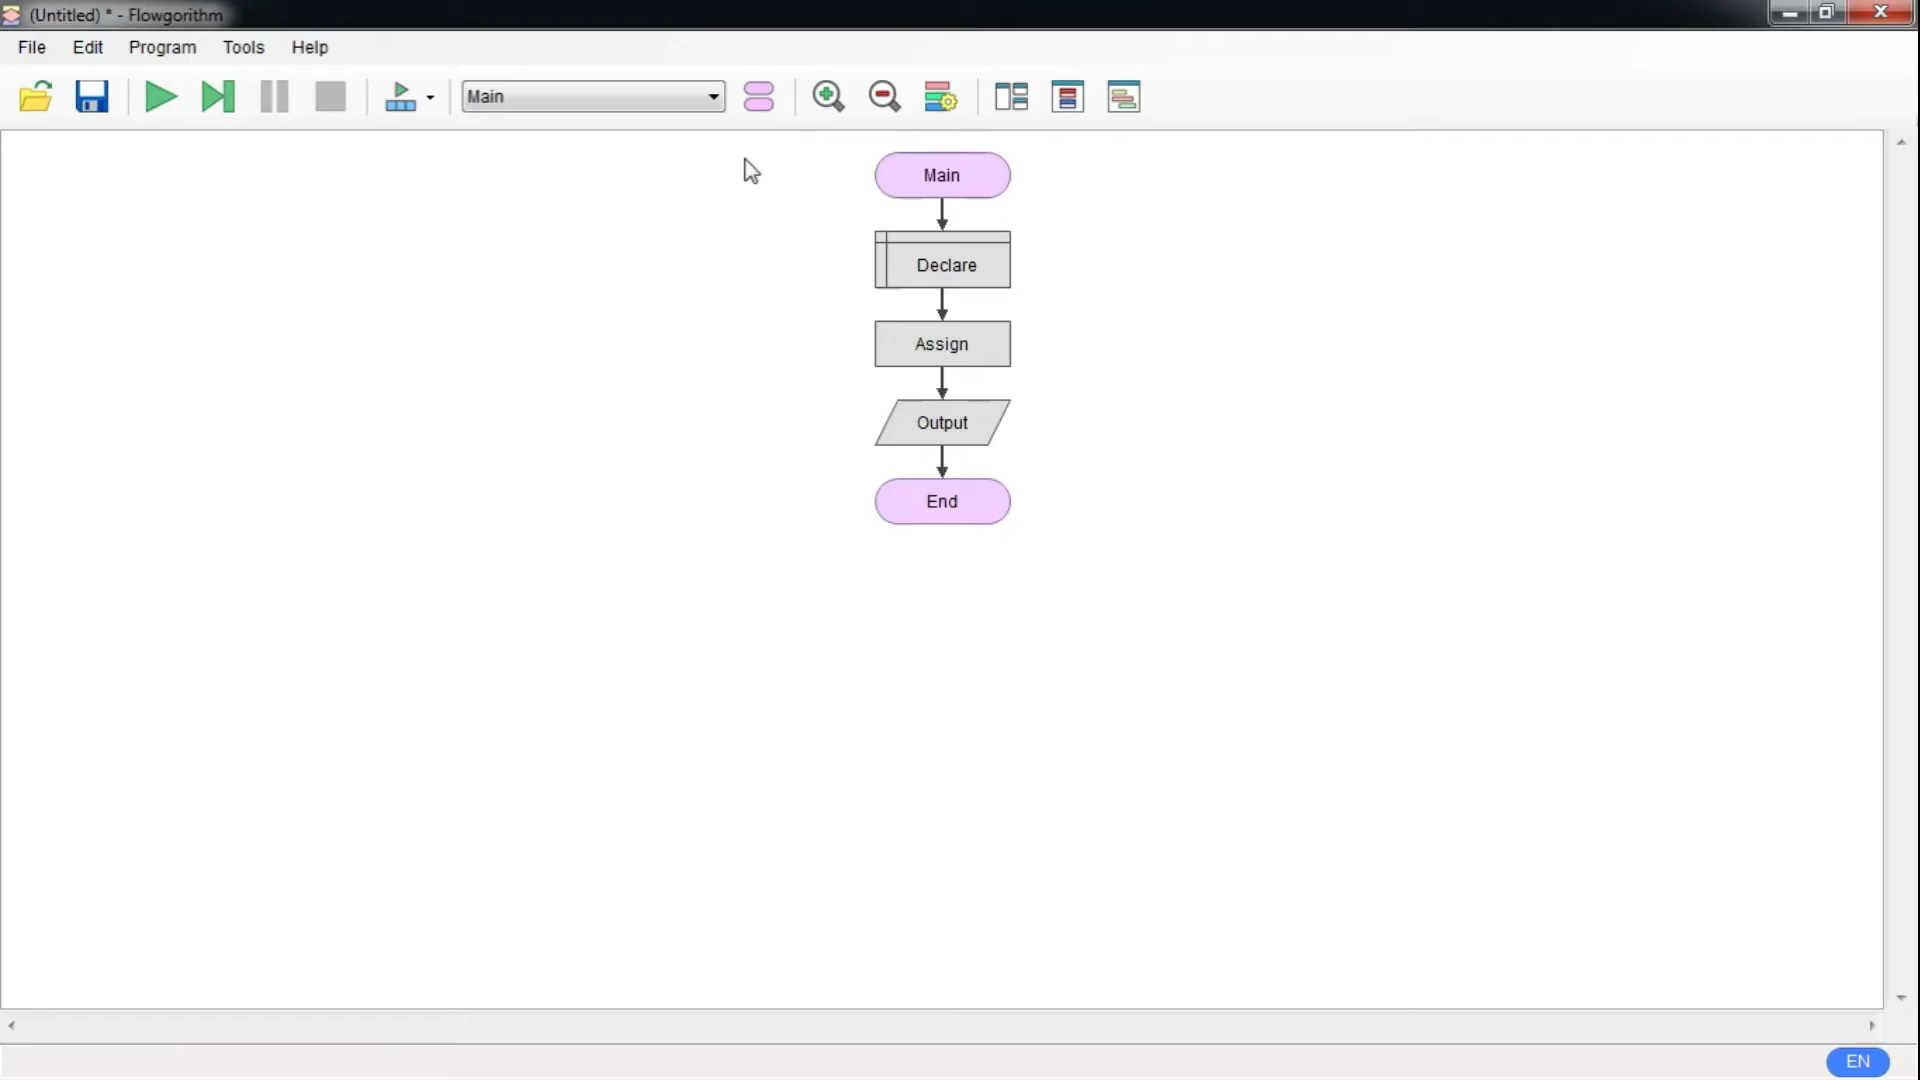 (Untitled) * - Flowgorithm
File Edit Program Tools Help
Main
Main
Declare
Assign
Output
End
EN